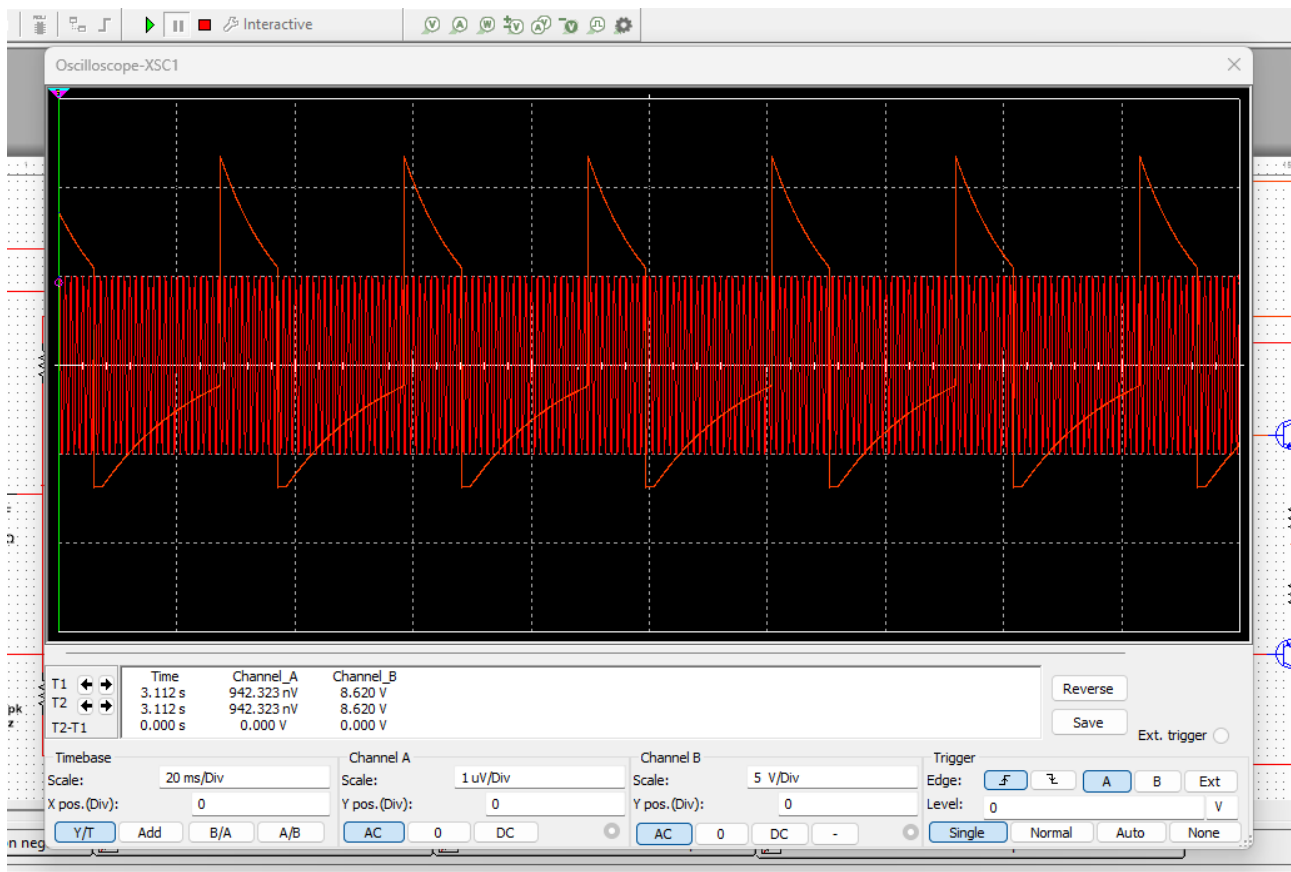 Interactive
Oscilloscope-XSC1
Time Channel_A Channel_B
T1 3.112 s 942.323 nV 8.620 V
T2 3.112 s 942.323 nV 8.620 V
T2-T1 0.000 s 0.000 V 0.000 V
Reverse
Save
Ext. trigger
Timebase Channel A Channel B Trigger
Scale: 20 ms/Div Scale: 1 uV/Div Scale: 5 V/Div Edge: A B Ext
X pos.(Div): 0 Y pos.(Div): 0 Y pos.(Div): 0 Level: 0 V
Y/T Add B/A A/B AC 0 DC AC 0 DC - Single Normal Auto None
pk
z
on neg